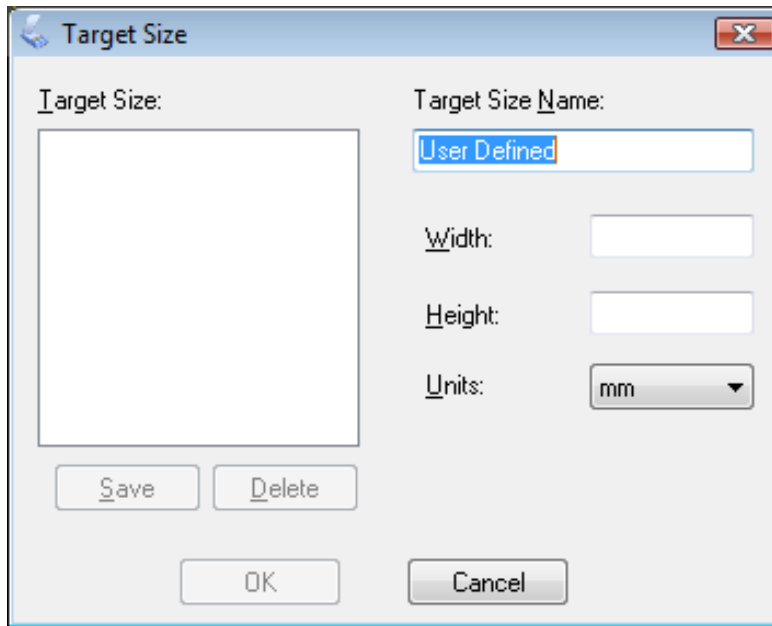 Target Size
Target Size:
Target Size Name:
User Defined
Width:
Height:
Units:
mm
Save
Delete
OK
Cancel